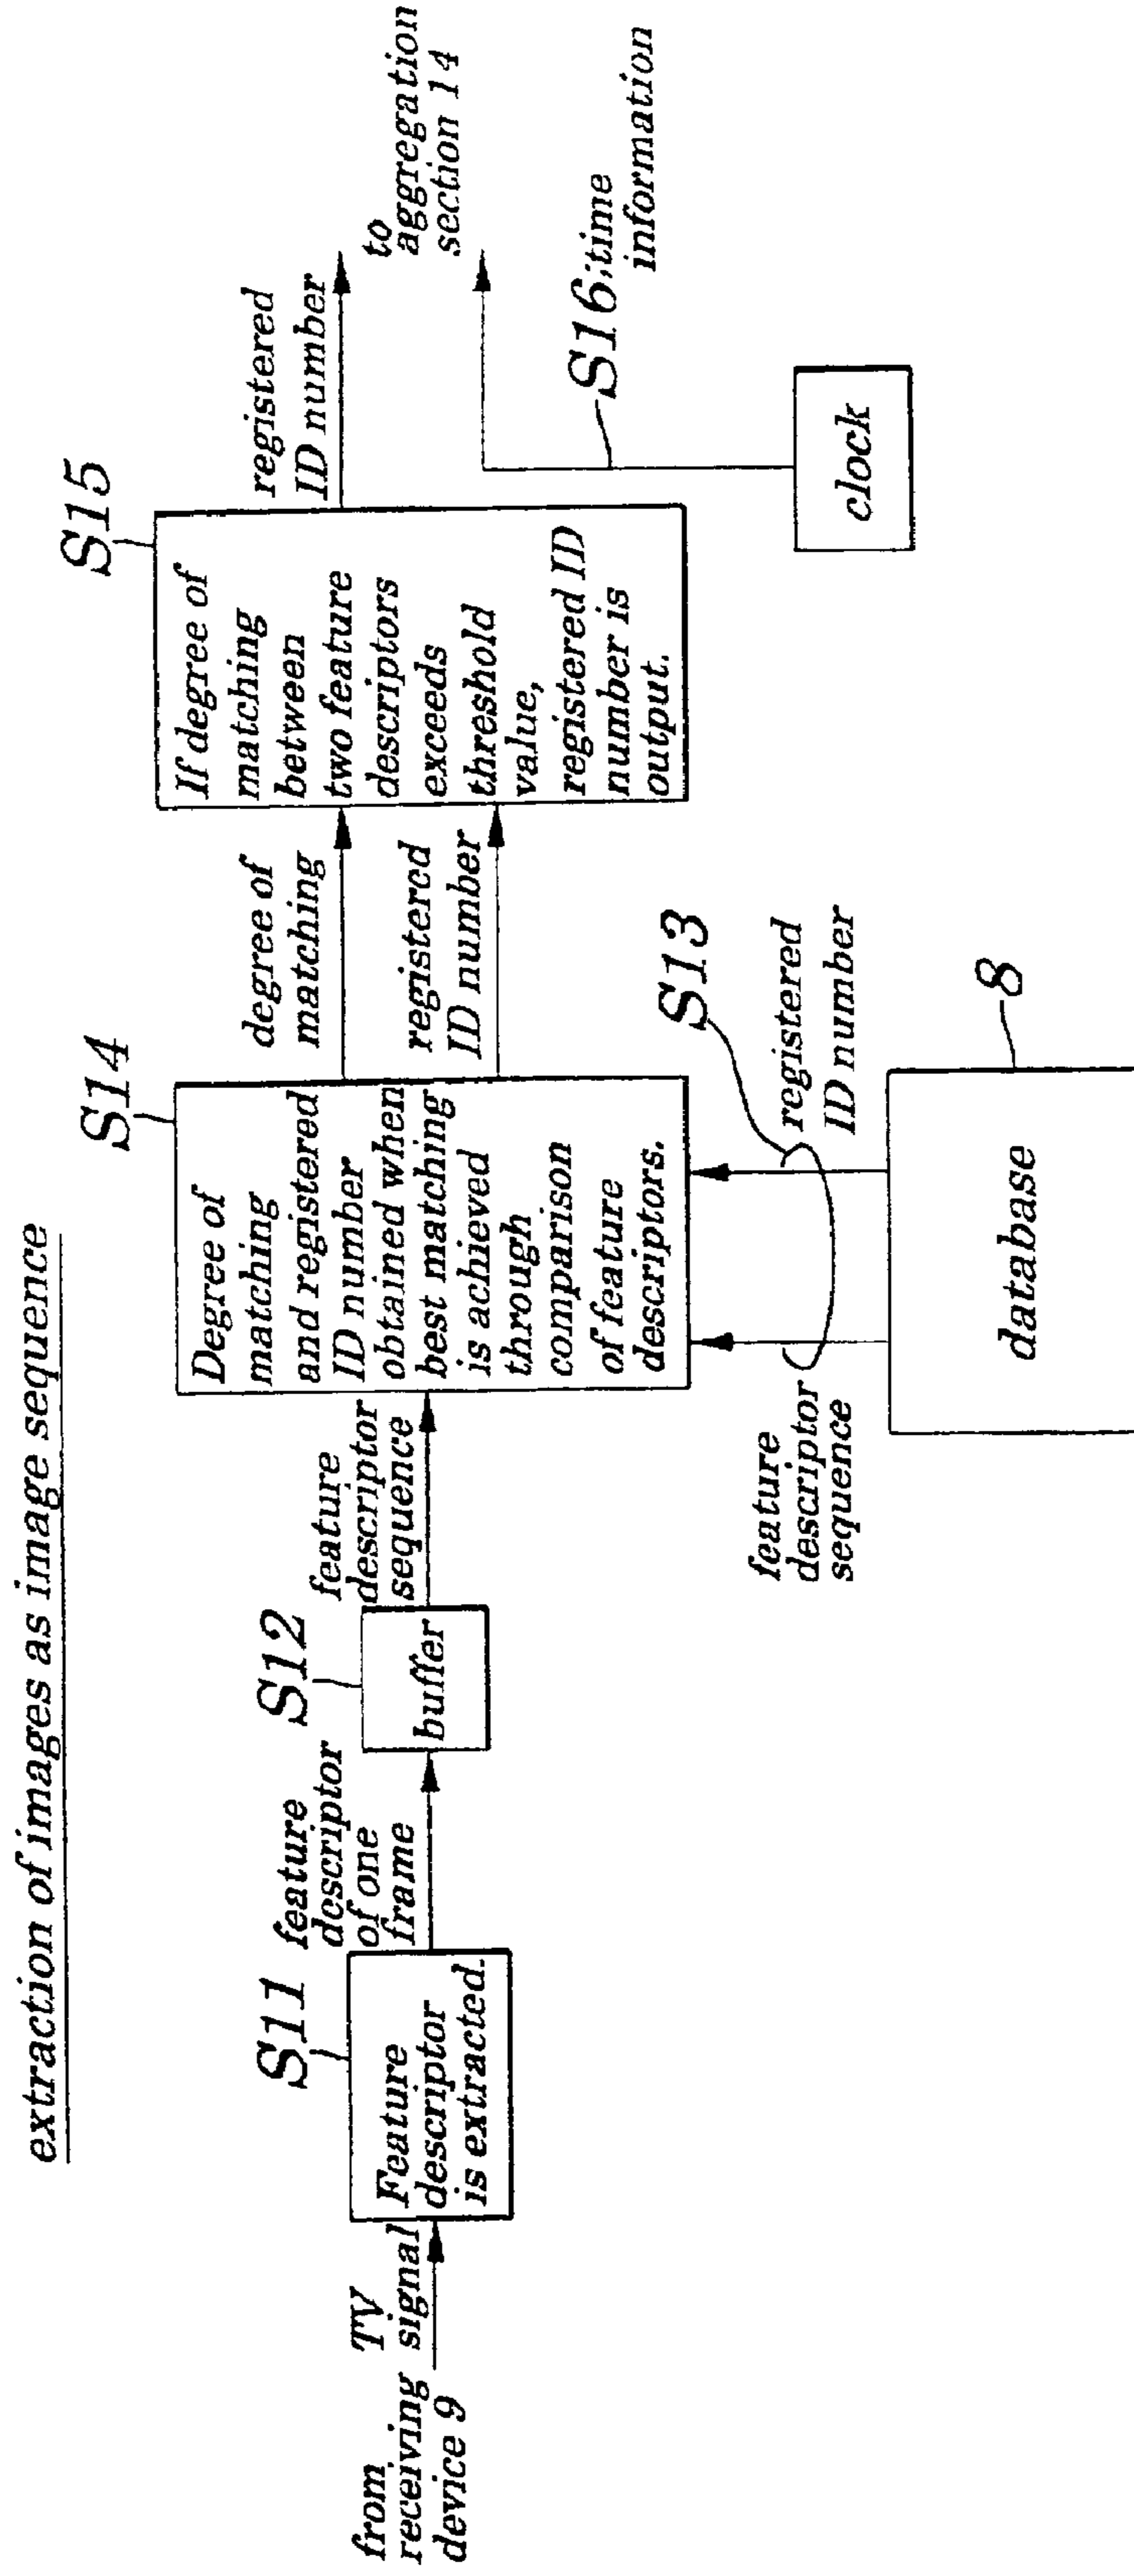 extraction of images as image sequence
from
receiving
device 9
TV
signal
S11
Feature
descriptor
is extracted.
feature
descriptor
of one
frame
S12
buffer
feature
descriptor
sequence
S14
Degree of
matching
and registered
ID number
obtained when
best matching
is achieved
through
comparison
of feature
descriptors.
feature
descriptor
sequence
S13
registered
ID number
8
database
degree of
matching
registered
ID number
S15
If degree of
matching
between
two feature
descriptors
exceeds
threshold
value,
registered ID
number is
output.
registered
ID number
to
aggregation
section 14
S16;time
information
clock